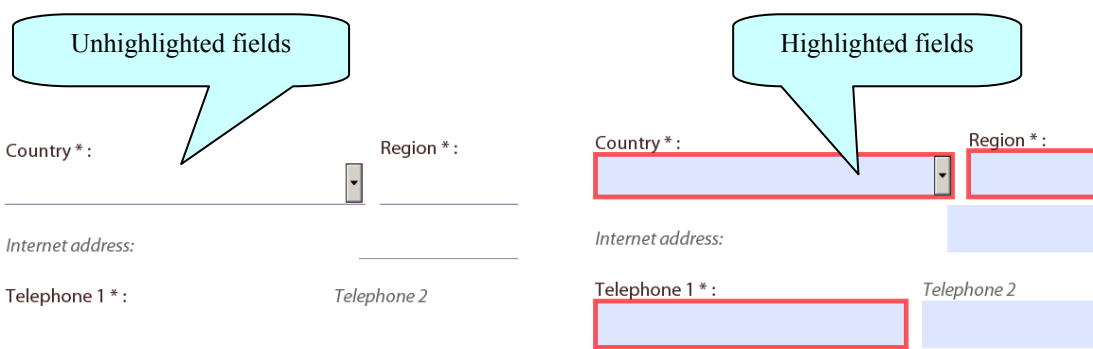 Unhighlighted fields
Highlighted fields
Country * :
Region * :
Country * :
Region * :
Internet address:
Internet address:
Telephone 1 * :
Telephone 2
Telephone 1 * :
Telephone 2